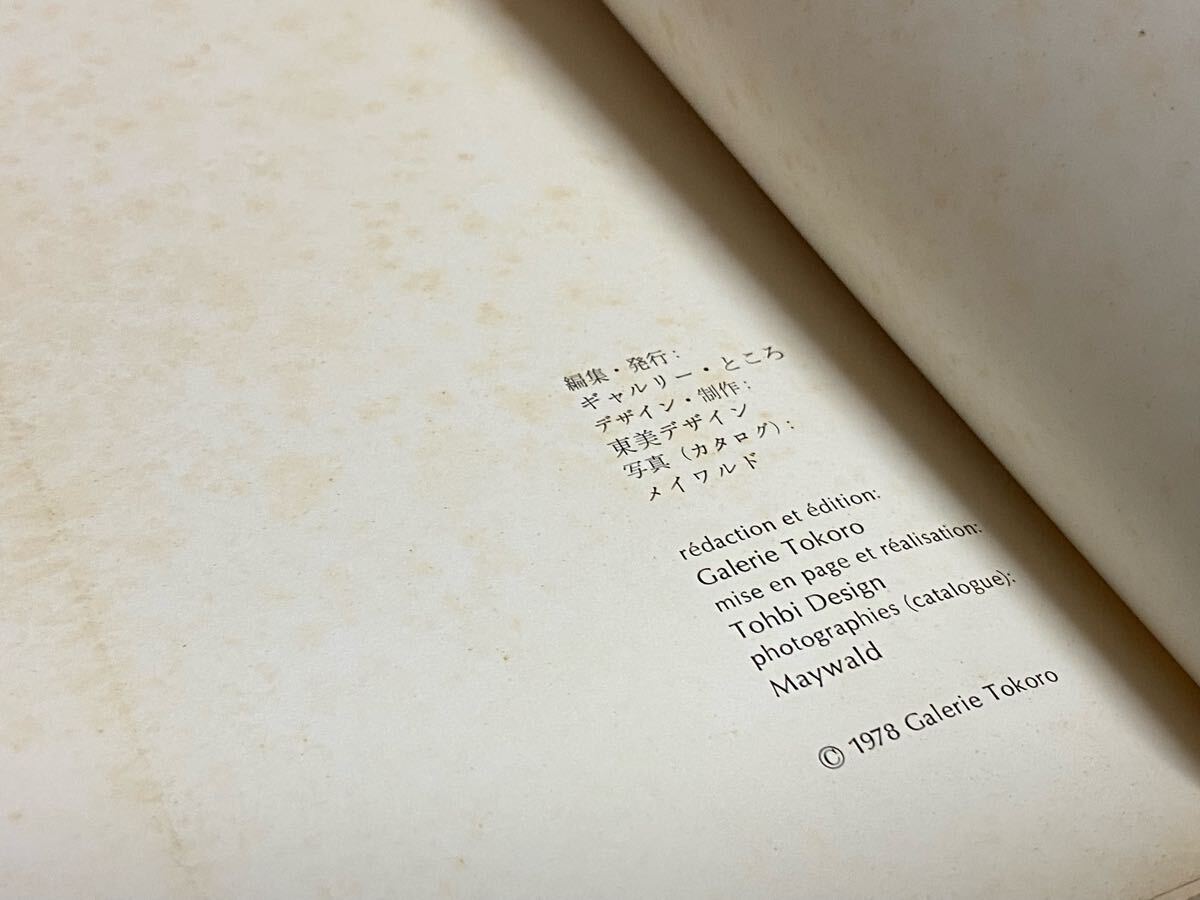 編集・発行:
ギャルリー・ところ
デザイン・制作:
東美デザイン
写真(カタログ):
メイワルド
rédaction et édition:
Galerie Tokoro
mise en page et réalisation:
Tohbi Design
photographies (catalogue):
Maywald
© 1978 Galerie Tokoro